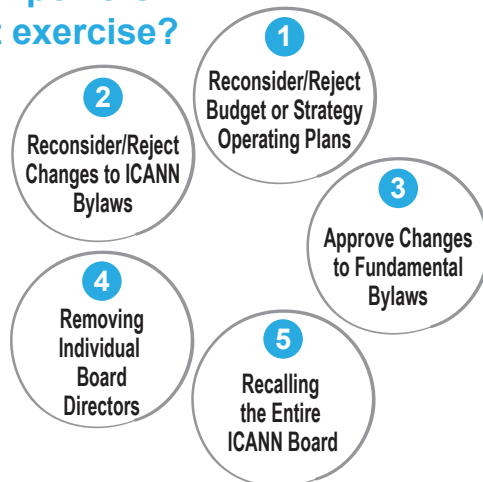 t exercise?
1
Reconsider/Reject
Budget or Strategy
Operating Plans
2
Reconsider/Reject
Changes to ICANN
Bylaws
3
Approve Changes
to Fundamental
Bylaws
4
Removing
Individual
Board
Directors
5
Recalling
the Entire
ICANN Board